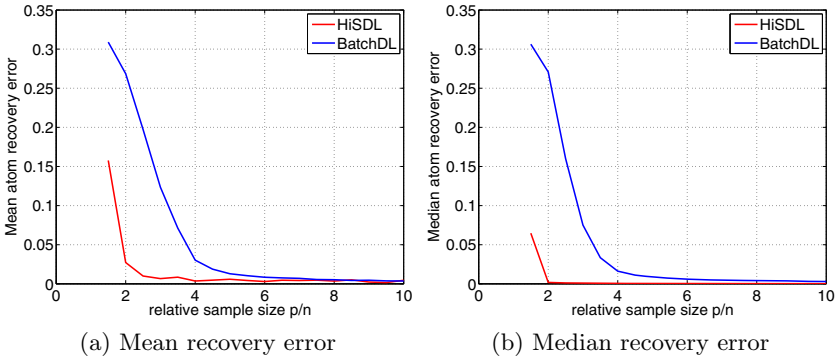 HiSDL
BatchDL
Mean atom recovery error
0.35
0.3
0.25
0.2
0.15
0.1
0.05
0
0 2 4 6 8 10
relative sample size p/n
(a) Mean recovery error
HiSDL
BatchDL
Median atom recovery error
0.35
0.3
0.25
0.2
0.15
0.1
0.05
0
0 2 4 6 8 10
relative sample size p/n
(b) Median recovery error